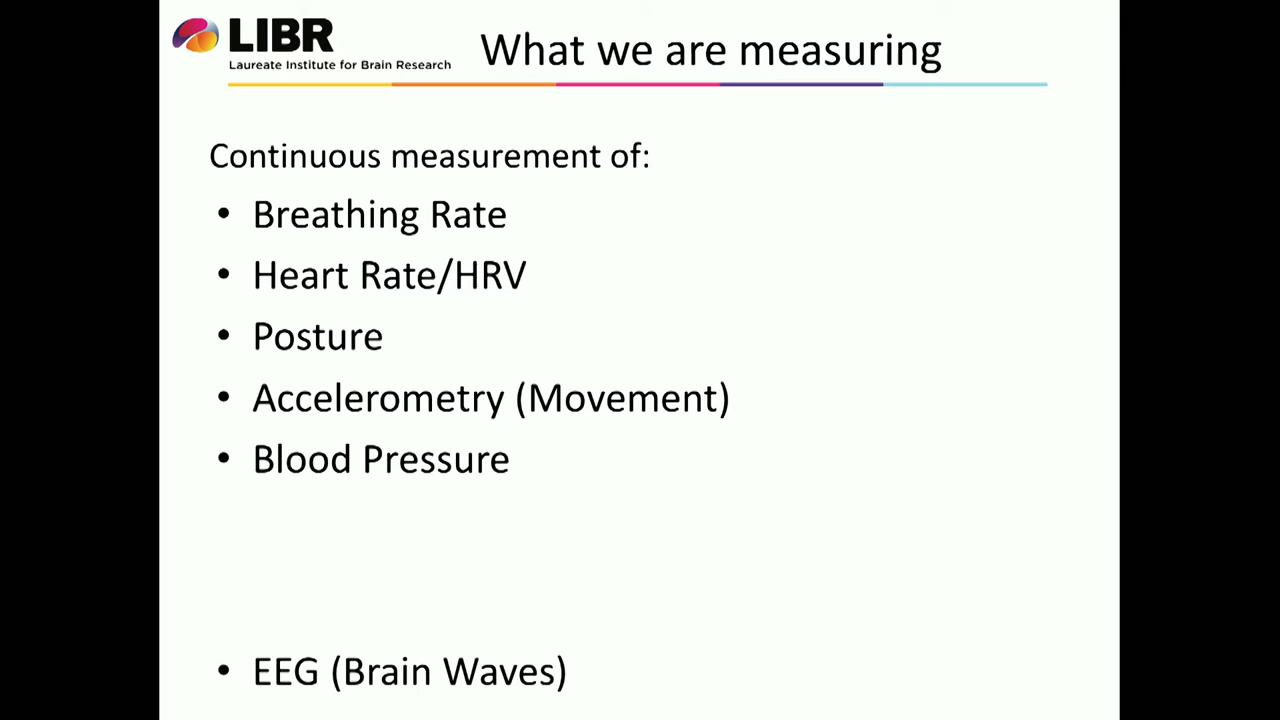 LIBR
Laureate Institute for Brain Research
What we are measuring
Continuous measurement of:
• Breathing Rate
• Heart Rate/HRV
• Posture
• Accelerometry (Movement)
• Blood Pressure
• EEG (Brain Waves)